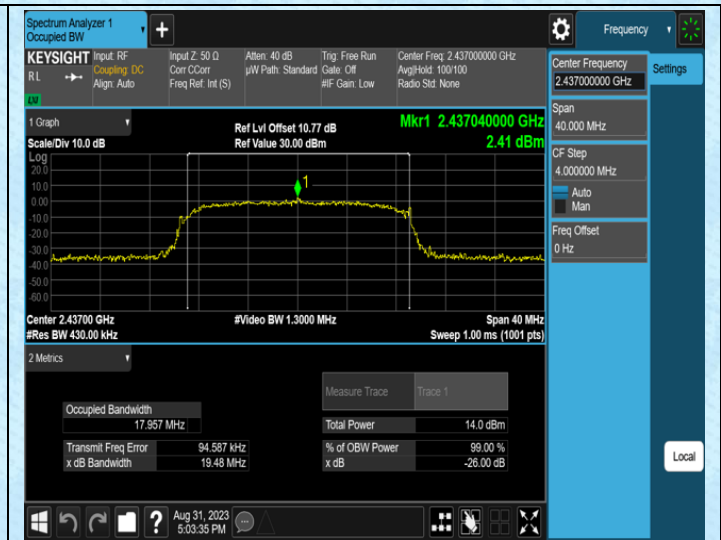 Spectrum Analyzer 1
Occupied BW
+
Frequency
KEYSIGHT
RL
LXI
Input: RF
Coupling: DC
Align: Auto
Input Z: 50 Ω
Corr CCorr
Freq Ref: Int (S)
Atten: 40 dB
µW Path: Standard
Trig: Free Run
Gate: Off
#IF Gain: Low
Center Freq: 2.437000000 GHz
Avg|Hold: 100/100
Radio Std: None
Center Frequency
2.437000000 GHz
Settings
Span
40.000 MHz
CF Step
4.000000 MHz
Auto
Man
Freq Offset
0 Hz
Local
1 Graph
Scale/Div 10.0 dB
Ref Lvl Offset 10.77 dB
Ref Value 30.00 dBm
Mkr1 2.437040000 GHz
2.41 dBm
Log
20.0
10.0
0.00
-10.0
-20.0
-30.0
-40.0
-50.0
-60.0
1
Center 2.43700 GHz
#Res BW 430.00 kHz
#Video BW 1.3000 MHz
Span 40 MHz
Sweep 1.00 ms (1001 pts)
2 Metrics
Measure Trace Trace 1
Occupied Bandwidth
17.957 MHz
Total Power 14.0 dBm
Transmit Freq Error 94.587 kHz
% of OBW Power 99.00 %
x dB Bandwidth 19.48 MHz
x dB -26.00 dB
?
Aug 31, 2023
5:03:35 PM